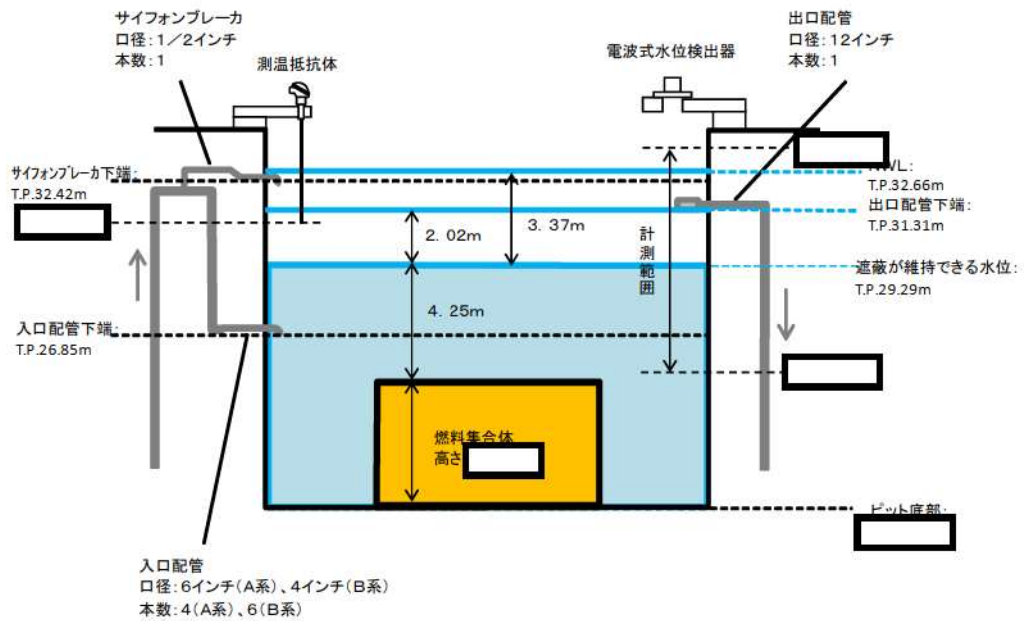 サイフォンブレーカ
口径:1/2インチ
本数:1
測温抵抗体
電波式水位検出器
出口配管
口径:12インチ
本数:1
サイフォンブレーカ下端:
T.P.32.42m
NWL:
T.P.32.66m
出口配管下端:
T.P.31.31m
2.02m
3.37m
計測範囲
遮蔽が維持できる水位:
T.P.29.29m
4.25m
入口配管下端:
T.P.26.85m
燃料集合体
高さ
ピット底部:
入口配管
口径:6インチ(A系)、4インチ(B系)
本数:4(A系)、6(B系)